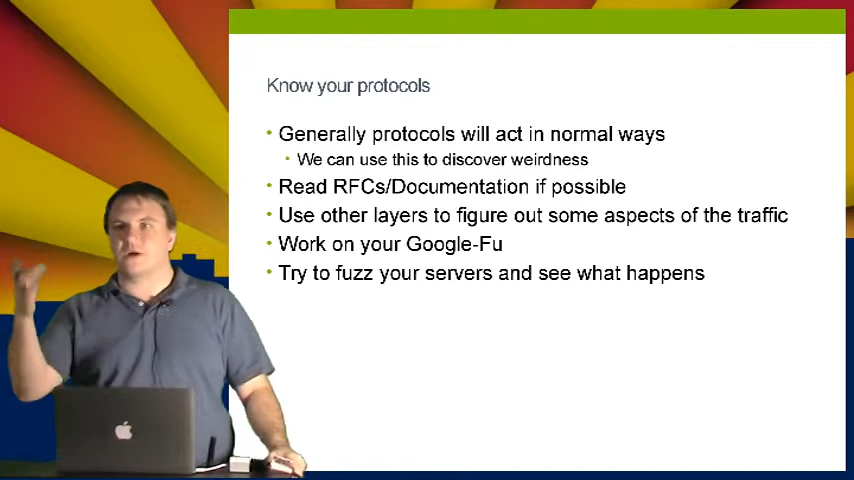 Know your protocols
• Generally protocols will act in normal ways
• We can use this to discover weirdness
• Read RFCs/Documentation if possible
• Use other layers to figure out some aspects of the traffic
• Work on your Google-Fu
• Try to fuzz your servers and see what happens